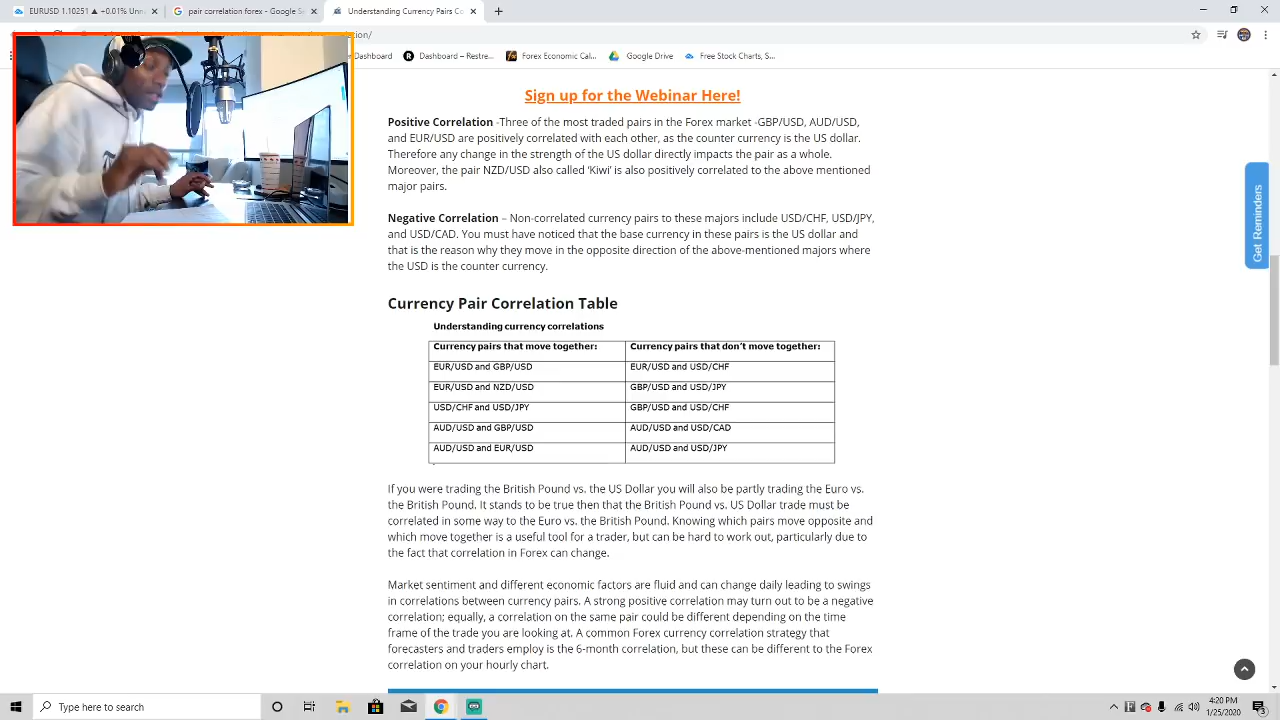 EURUSD 1.10251 ▲ +0.01% Unn
pair correlation forex - Google Se
Understanding Currency Pairs Co
on/
Dashboard
Dashboard – Restre...
Forex Economic Cal...
Google Drive
Free Stock Charts, S...
Sign up for the Webinar Here!
Positive Correlation -Three of the most traded pairs in the Forex market -GBP/USD, AUD/USD,
and EUR/USD are positively correlated with each other, as the counter currency is the US dollar.
Therefore any change in the strength of the US dollar directly impacts the pair as a whole.
Moreover, the pair NZD/USD also called ‘Kiwi’ is also positively correlated to the above mentioned
major pairs.
Negative Correlation – Non-correlated currency pairs to these majors include USD/CHF, USD/JPY,
and USD/CAD. You must have noticed that the base currency in these pairs is the US dollar and
that is the reason why they move in the opposite direction of the above-mentioned majors where
the USD is the counter currency.
Get Reminders
Currency Pair Correlation Table
Understanding currency correlations
Currency pairs that move together: Currency pairs that don’t move together:
EUR/USD and GBP/USD EUR/USD and USD/CHF
EUR/USD and NZD/USD GBP/USD and USD/JPY
USD/CHF and USD/JPY GBP/USD and USD/CHF
AUD/USD and GBP/USD AUD/USD and USD/CAD
AUD/USD and EUR/USD AUD/USD and USD/JPY
If you were trading the British Pound vs. the US Dollar you will also be partly trading the Euro vs.
the British Pound. It stands to be true then that the British Pound vs. US Dollar trade must be
correlated in some way to the Euro vs. the British Pound. Knowing which pairs move opposite and
which move together is a useful tool for a trader, but can be hard to work out, particularly due to
the fact that correlation in Forex can change.
Market sentiment and different economic factors are fluid and can change daily leading to swings
in correlations between currency pairs. A strong positive correlation may turn out to be a negative
correlation; equally, a correlation on the same pair could be different depending on the time
frame of the trade you are looking at. A common Forex currency correlation strategy that
forecasters and traders employ is the 6-month correlation, but these can be different to the Forex
correlation on your hourly chart.
Type here to search
4:20 PM
1/25/2020